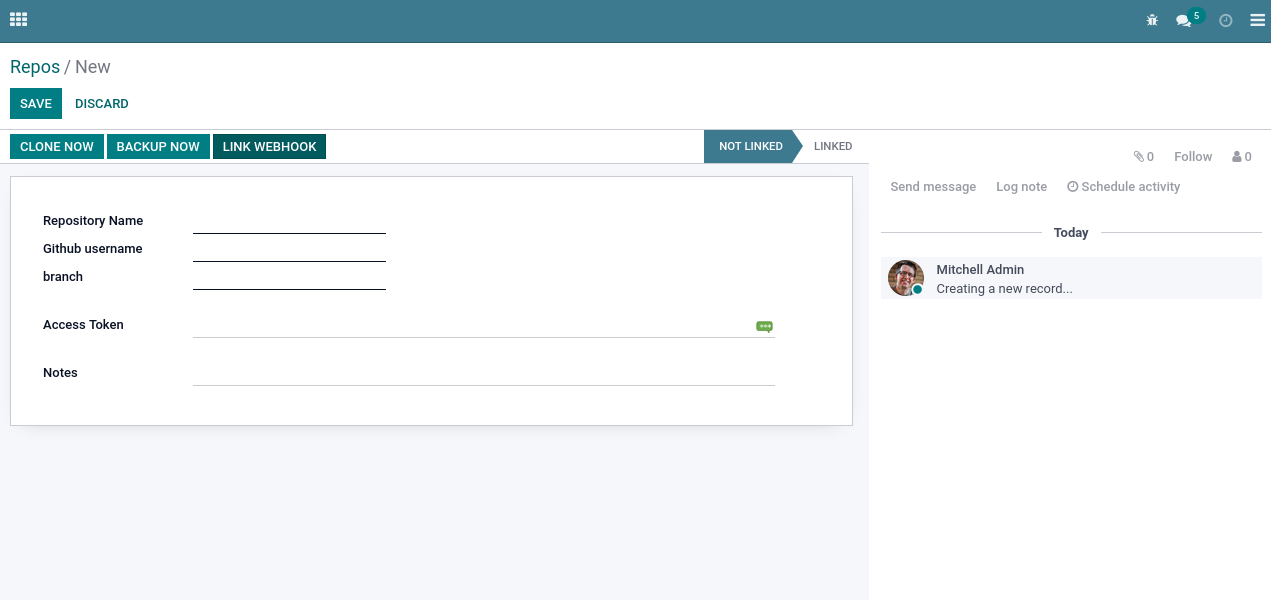 5
Repos / New
SAVE DISCARD
CLONE NOW BACKUP NOW LINK WEBHOOK NOT LINKED LINKED
0 Follow 0
Send message Log note Schedule activity
Repository Name
Github username
branch
Access Token
Notes
Today
Mitchell Admin
Creating a new record...